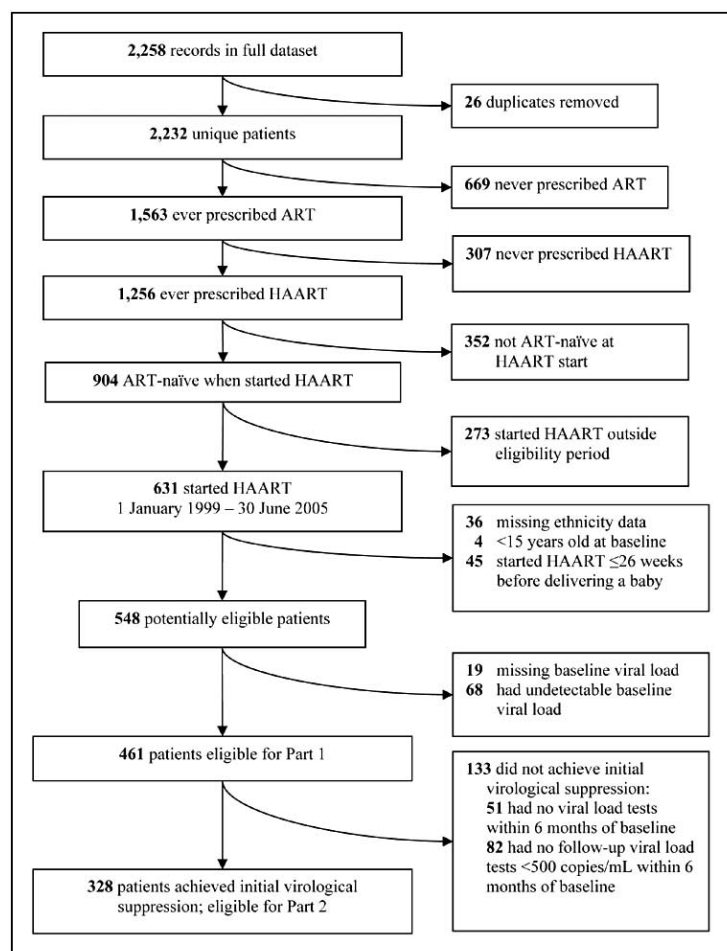 2,258 records in full dataset
26 duplicates removed
2,232 unique patients
669 never prescribed ART
1,563 ever prescribed ART
307 never prescribed HAART
1,256 ever prescribed HAART
352 not ART-naïve at
HAART start
904 ART-naïve when started HAART
273 started HAART outside
eligibility period
631 started HAART
1 January 1999 – 30 June 2005
36 missing ethnicity data
4 <15 years old at baseline
45 started HAART ≤26 weeks
before delivering a baby
548 potentially eligible patients
19 missing baseline viral load
68 had undetectable baseline
viral load
461 patients eligible for Part 1
133 did not achieve initial
virological suppression:
51 had no viral load tests
within 6 months of baseline
82 had no follow-up viral load
tests <500 copies/mL within 6
months of baseline
328 patients achieved initial virological
suppression; eligible for Part 2